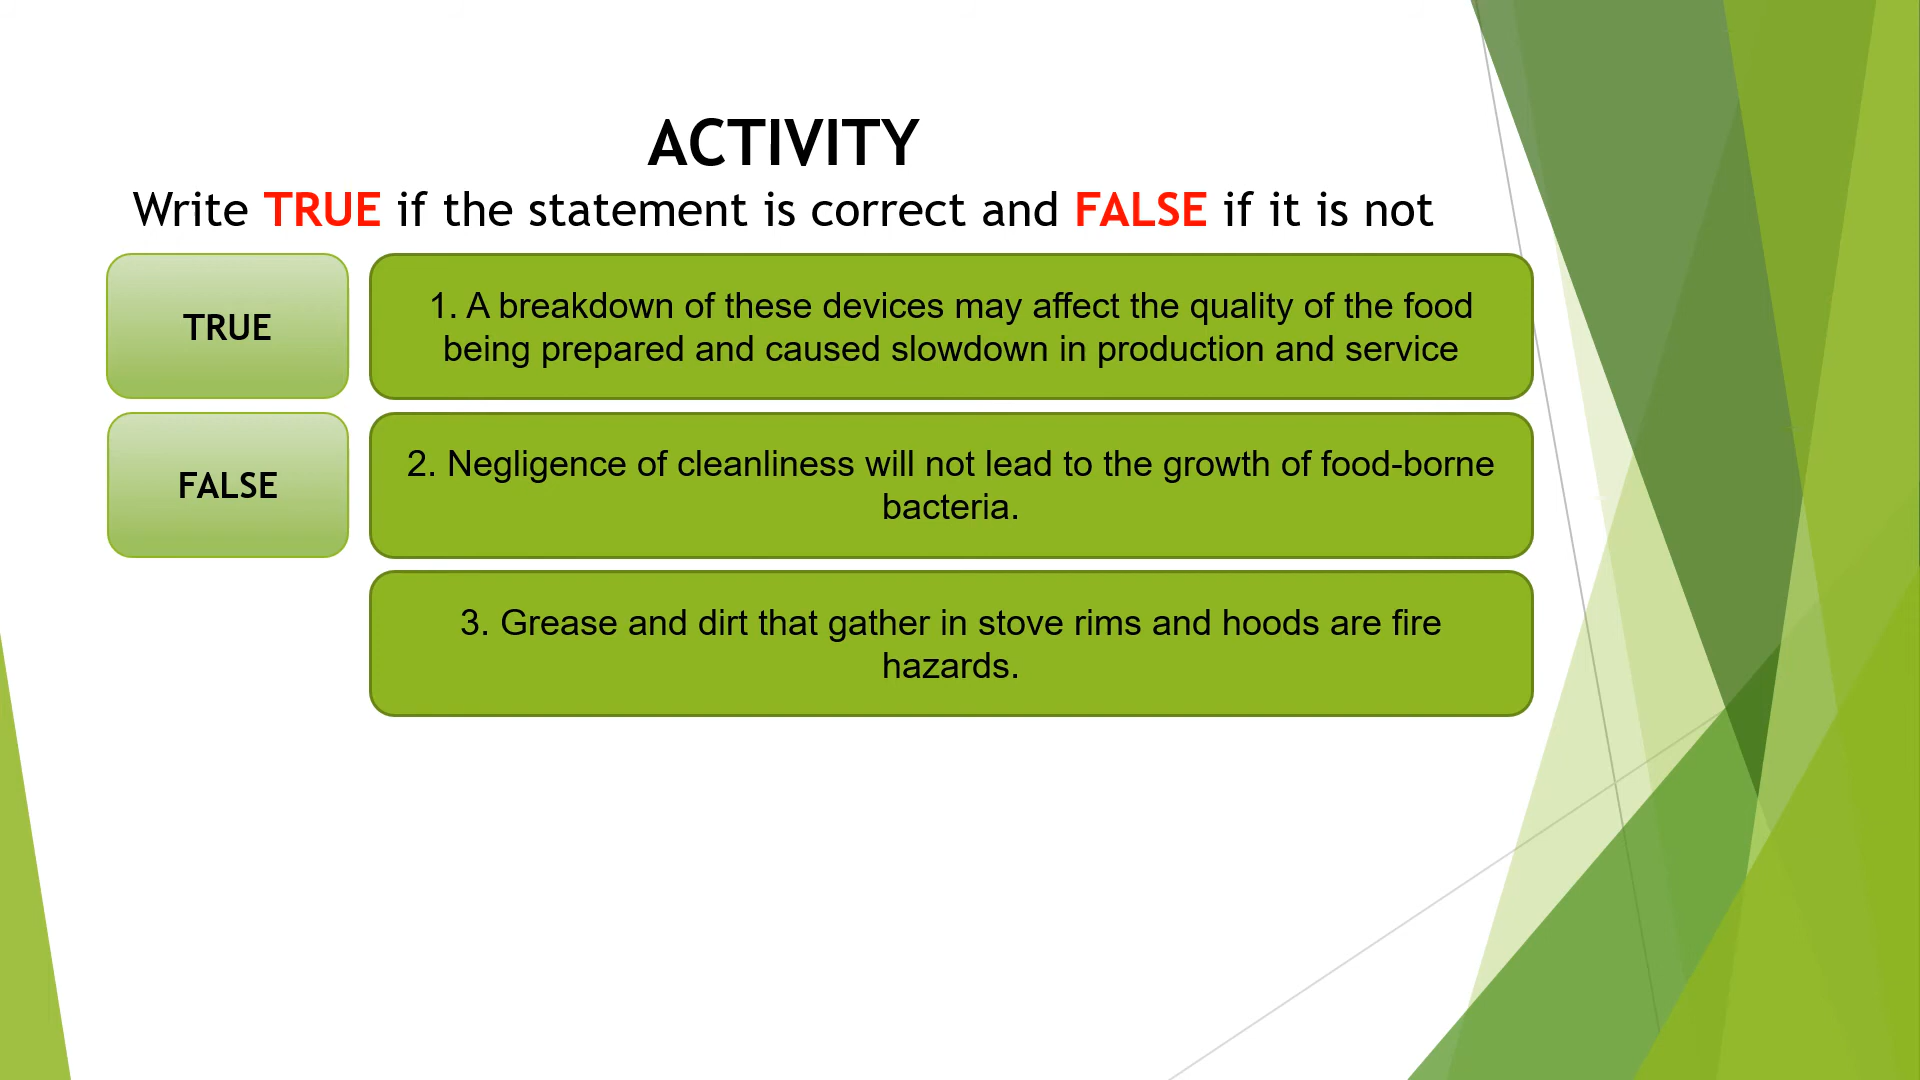 ACTIVITY
Write TRUE if the statement is correct and FALSE if it is not
TRUE
1. A breakdown of these devices may affect the quality of the food
being prepared and caused slowdown in production and service
FALSE
2. Negligence of cleanliness will not lead to the growth of food-borne
bacteria.
3. Grease and dirt that gather in stove rims and hoods are fire
hazards.